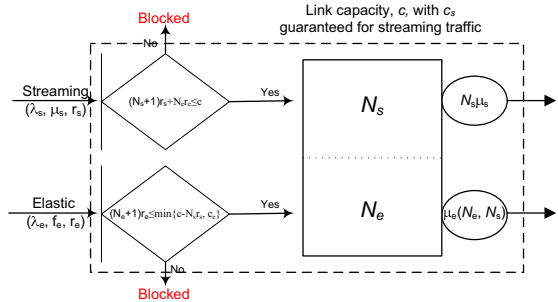 Blocked
Link capacity, c, with cs
guaranteed for streaming traffic
No
Streaming
(λs, μs, rs)
(Ns+1)rs+Nere≤c
Yes
Ns
Nsμs
Elastic
(λe, fe, re)
(Ne+1)re≤min{c-Nsrs, ce}
Yes
Ne
μe(Ne, Ns)
No
Blocked